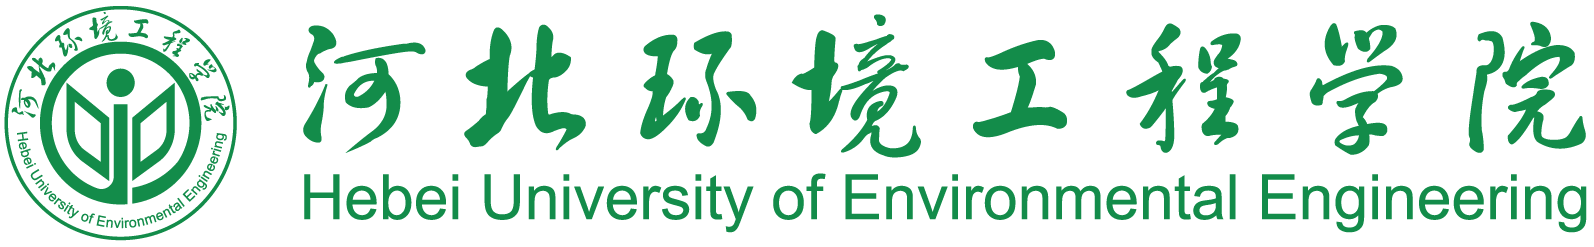 河北环境工程学院
Hebei University of Environmental Engineering
河北环境工程学院
Hebei University of Environmental Engineering